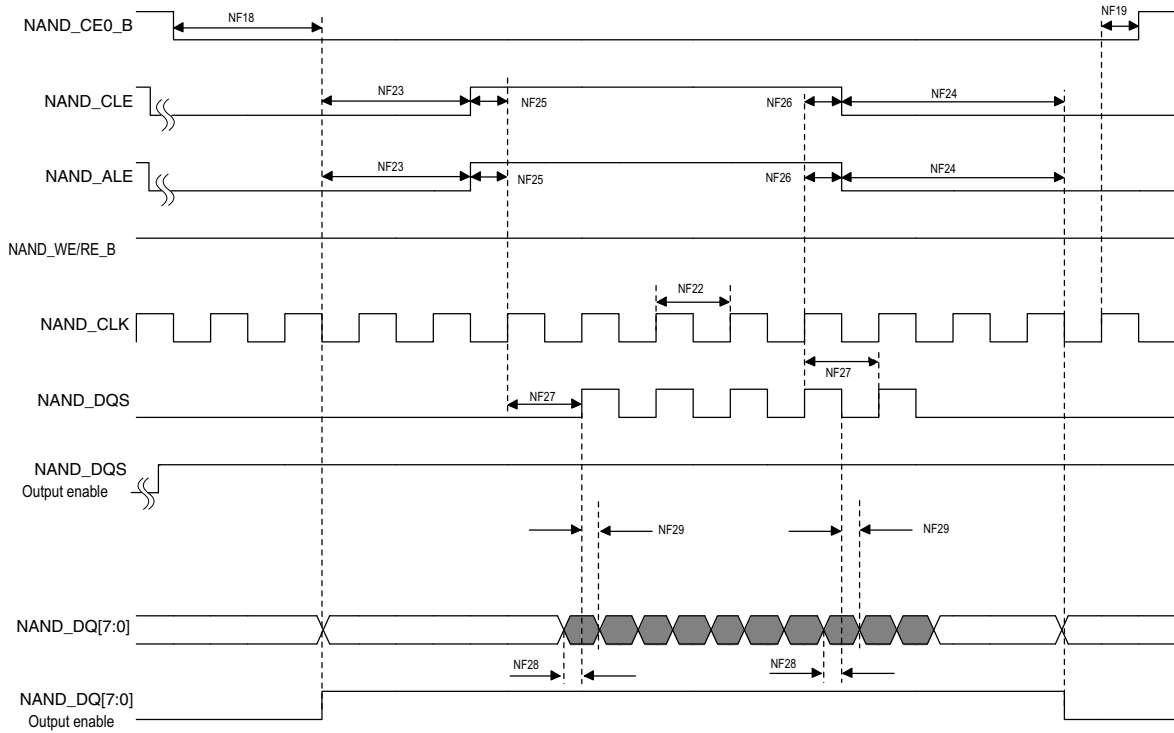 NAND_CE0_B
NF18
NF19
NAND_CLE
NF23
NF25
NF26
NF24
NAND_ALE
NF23
NF25
NF26
NF24
NAND_WE/RE_B
NF22
NAND_CLK
NF27
NAND_DQS
NF27
NAND_DQS
Output enable
NF29
NF29
NAND_DQ[7:0]
NF28
NF28
NAND_DQ[7:0]
Output enable